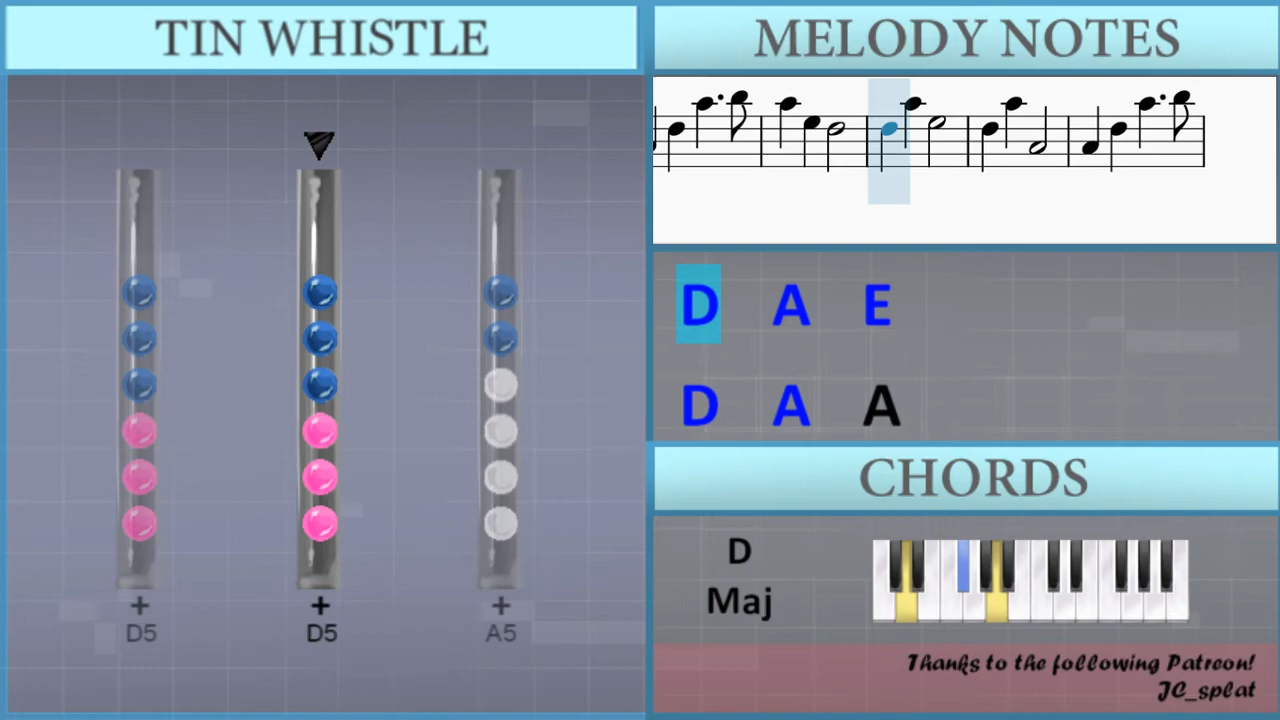 TIN WHISTLE
+ + +
D5 D5 A5
MELODY NOTES
D A E
D A A
CHORDS
D
Maj
Thanks to the following Patreon!
JC_splat